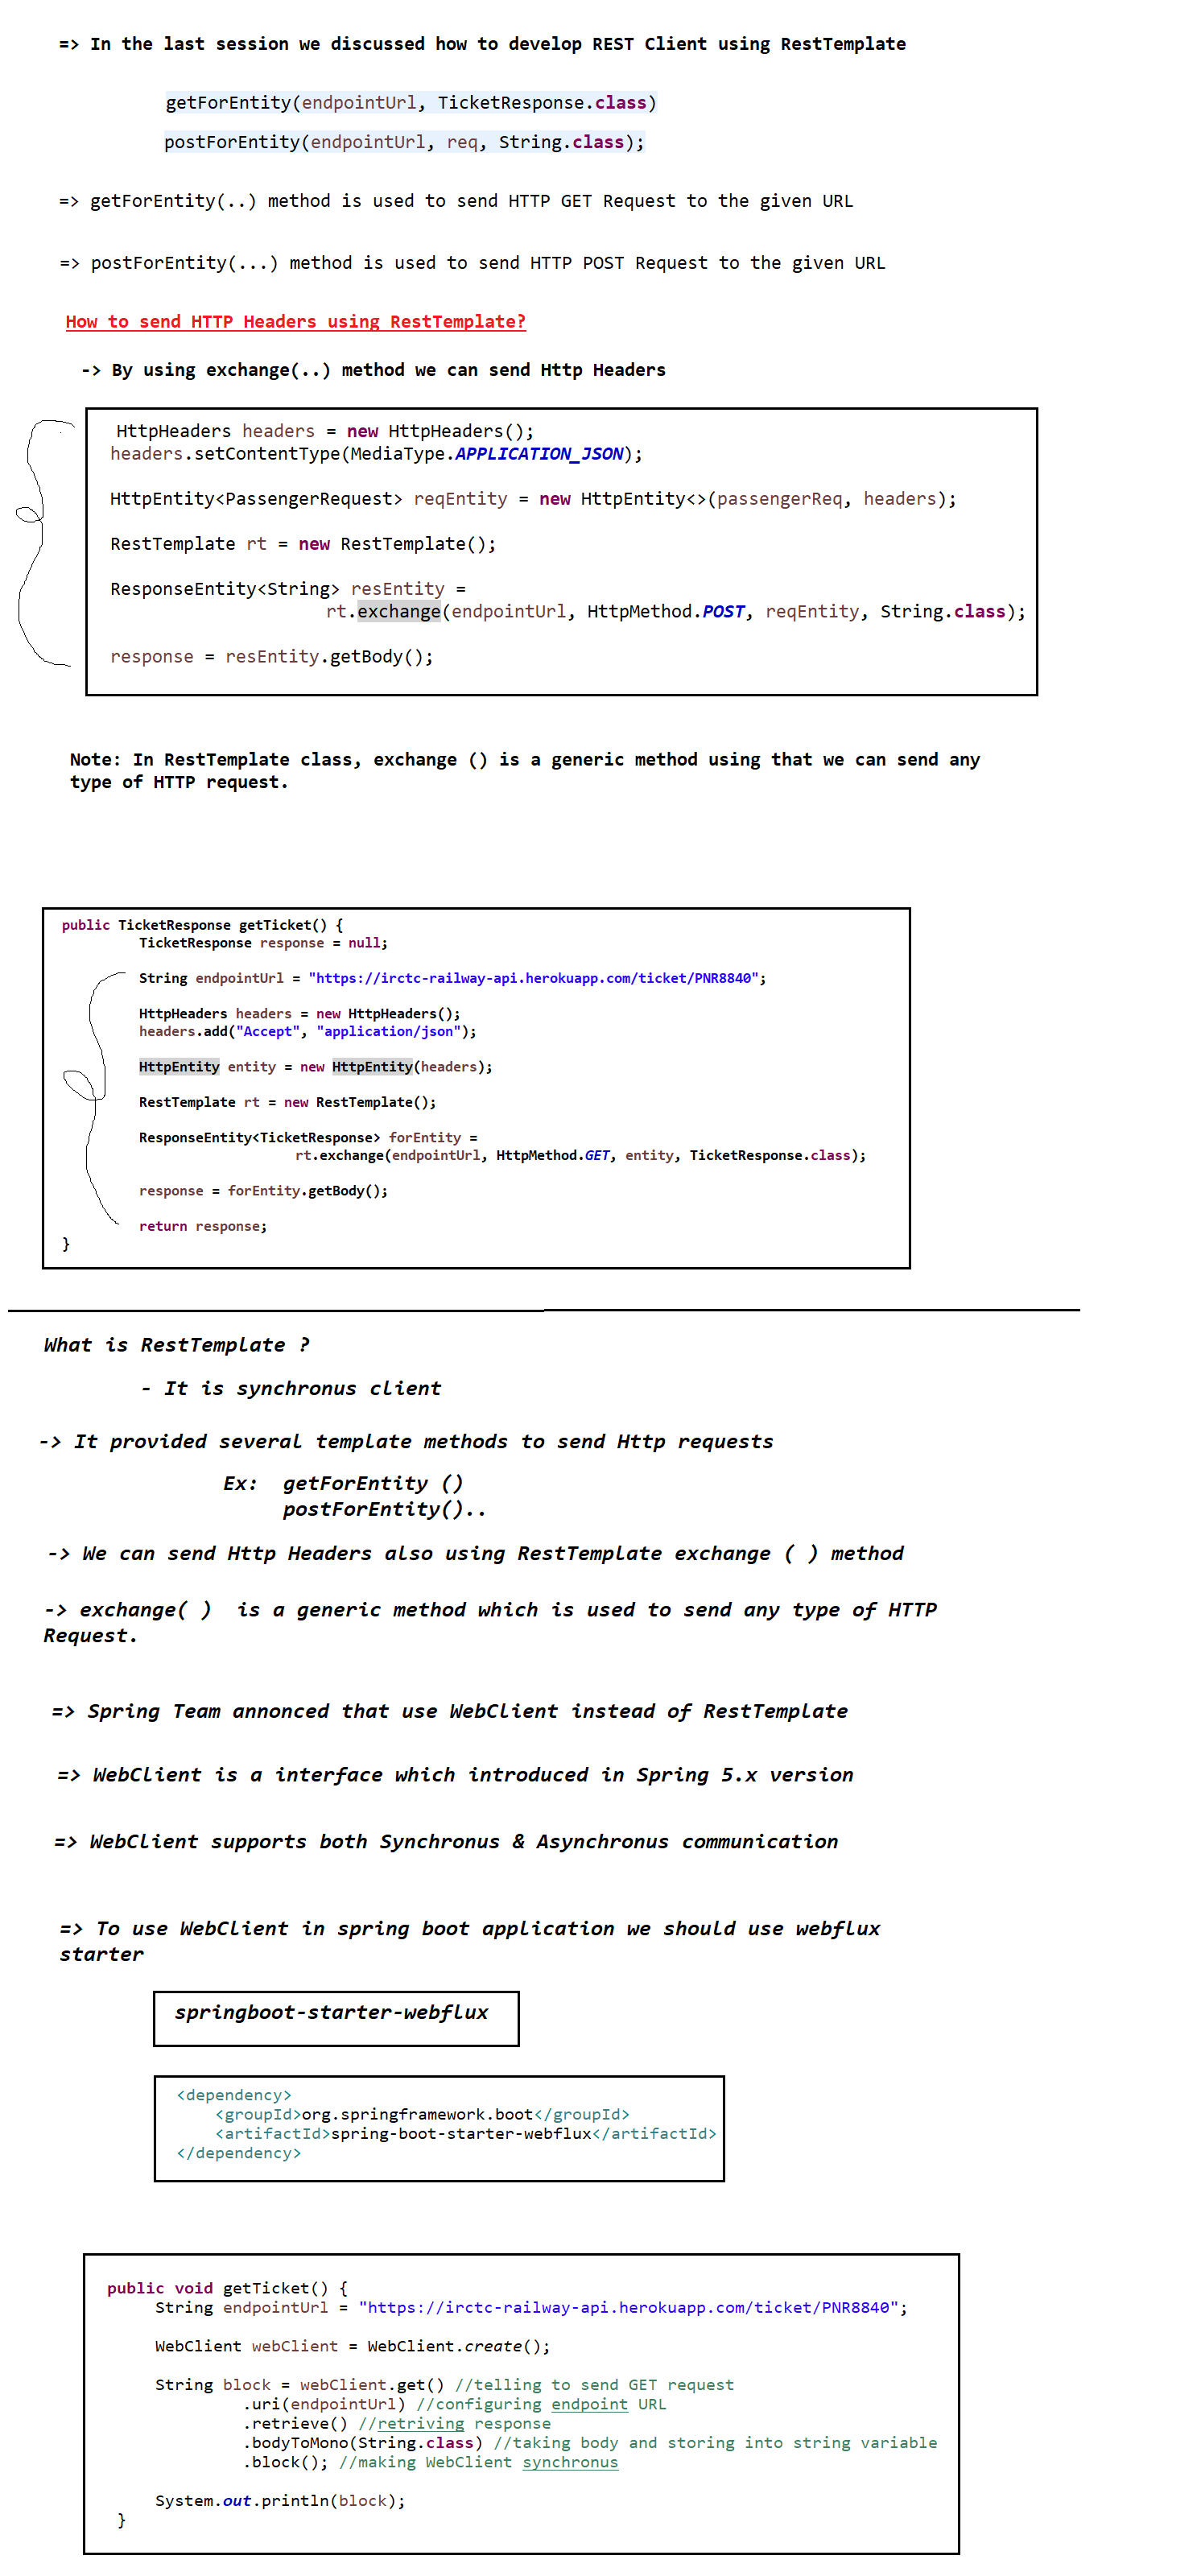 => In the last session we discussed how to develop REST Client using RestTemplate
getForEntity(endpointUrl, TicketResponse.class)
postForEntity(endpointUrl, req, String.class);
=> getForEntity(..) method is used to send HTTP GET Request to the given URL
=> postForEntity(...) method is used to send HTTP POST Request to the given URL
How to send HTTP Headers using RestTemplate?
-> By using exchange(..) method we can send Http Headers
HttpHeaders headers = new HttpHeaders();
headers.setContentType(MediaType.APPLICATION_JSON);
HttpEntity<PassengerRequest> reqEntity = new HttpEntity<>(passengerReq, headers);
RestTemplate rt = new RestTemplate();
ResponseEntity<String> resEntity =
rt.exchange(endpointUrl, HttpMethod.POST, reqEntity, String.class);
response = resEntity.getBody();
Note: In RestTemplate class, exchange () is a generic method using that we can send any
type of HTTP request.
public TicketResponse getTicket() {
TicketResponse response = null;
String endpointUrl = "https://irctc-railway-api.herokuapp.com/ticket/PNR8840";
HttpHeaders headers = new HttpHeaders();
headers.add("Accept", "application/json");
HttpEntity entity = new HttpEntity(headers);
RestTemplate rt = new RestTemplate();
ResponseEntity<TicketResponse> forEntity =
rt.exchange(endpointUrl, HttpMethod.GET, entity, TicketResponse.class);
response = forEntity.getBody();
return response;
}
What is RestTemplate ?
- It is synchronus client
-> It provided several template methods to send Http requests
Ex: getForEntity ()
postForEntity()..
-> We can send Http Headers also using RestTemplate exchange ( ) method
-> exchange( ) is a generic method which is used to send any type of HTTP
Request.
=> Spring Team annonced that use WebClient instead of RestTemplate
=> WebClient is a interface which introduced in Spring 5.x version
=> WebClient supports both Synchronus & Asynchronus communication
=> To use WebClient in spring boot application we should use webflux
starter
springboot-starter-webflux
<dependency>
<groupId>org.springframework.boot</groupId>
<artifactId>spring-boot-starter-webflux</artifactId>
</dependency>
public void getTicket() {
String endpointUrl = "https://irctc-railway-api.herokuapp.com/ticket/PNR8840";
WebClient webClient = WebClient.create();
String block = webClient.get() //telling to send GET request
.uri(endpointUrl) //configuring endpoint URL
.retrieve() //retriving response
.bodyToMono(String.class) //taking body and storing into string variable
.block(); //making WebClient synchronus
System.out.println(block);
}